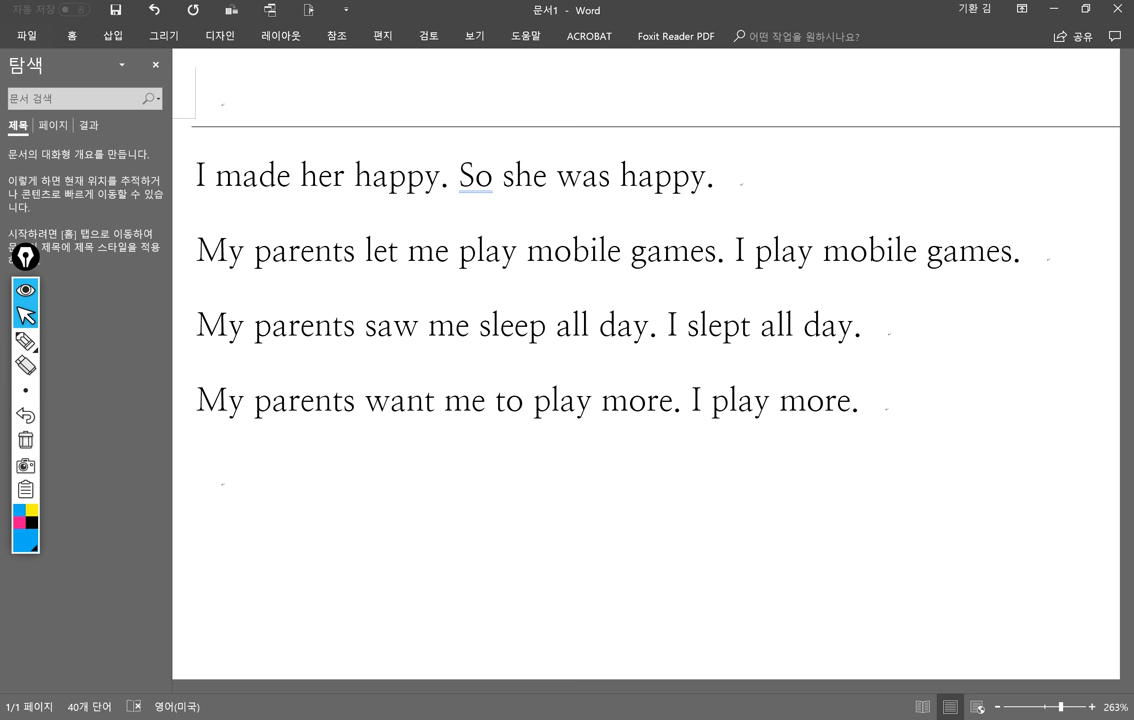 자동 저장
문서1 - Word
기환 김
파일 홈 삽입 그리기 디자인 레이아웃 참조 편지 검토 보기 도움말 ACROBAT Foxit Reader PDF 어떤 작업을 원하시나요? 공유
탐색
문서 검색
제목 페이지 결과
문서의 대화형 개요를 만듭니다.
이렇게 하면 현재 위치를 추적하거
나 콘텐츠로 빠르게 이동할 수 있습
니다.
시작하려면 [홈] 탭으로 이동하여
제목에 제목 스타일을 적용
I made her happy. So she was happy.
My parents let me play mobile games. I play mobile games.
My parents saw me sleep all day. I slept all day.
My parents want me to play more. I play more.
1/1 페이지 40개 단어 영어(미국) 263%